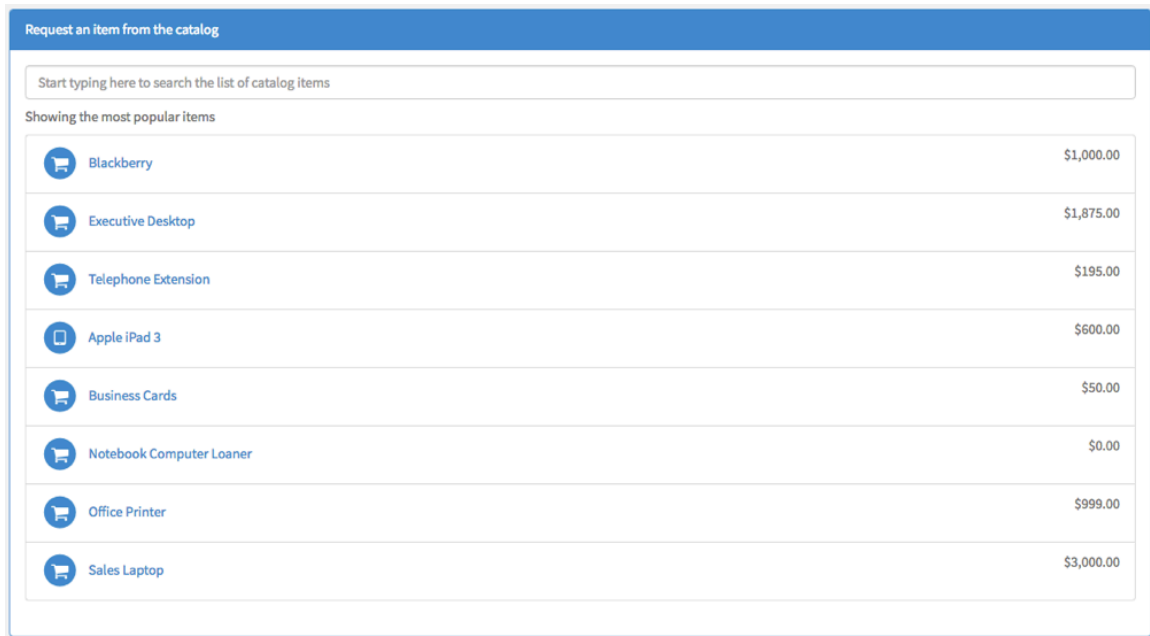 Request an item from the catalog
Start typing here to search the list of catalog items
Showing the most popular items
Blackberry $1,000.00
Executive Desktop $1,875.00
Telephone Extension $195.00
Apple iPad 3 $600.00
Business Cards $50.00
Notebook Computer Loaner $0.00
Office Printer $999.00
Sales Laptop $3,000.00